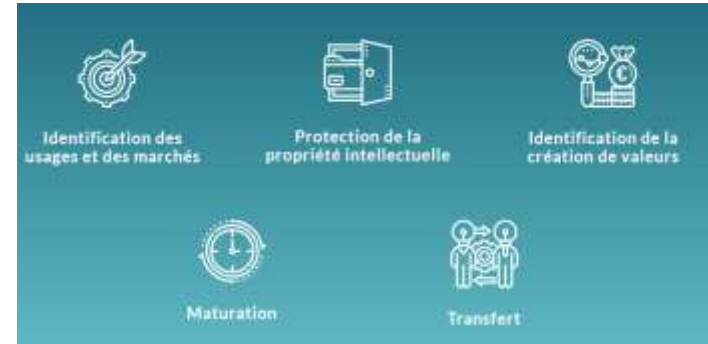 Identification des
usages et des marchés
Protection de la
propriété intellectuelle
Identification de la
création de valeurs
Maturation
Transfert